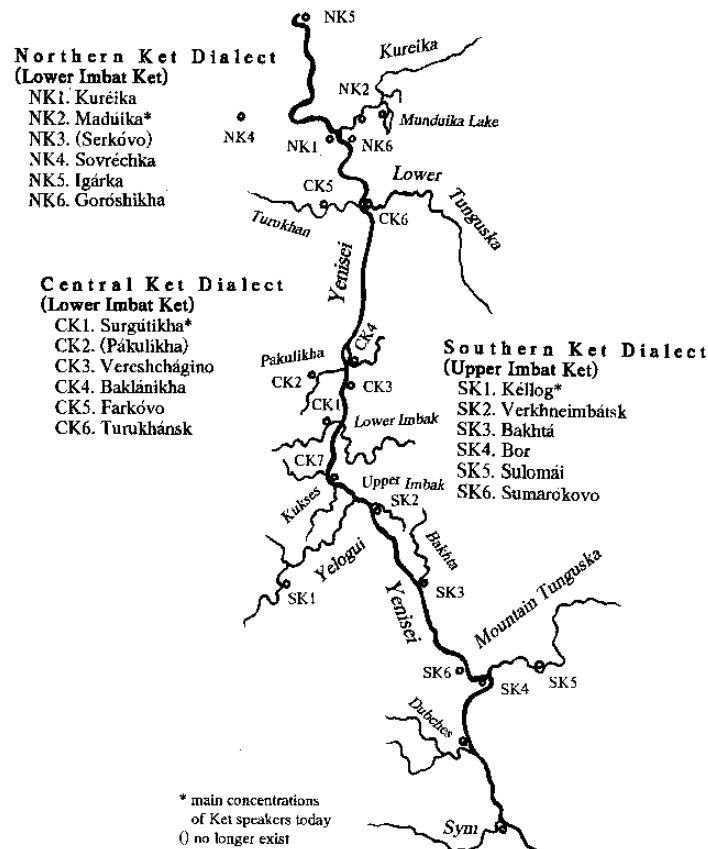 NK5
Northern Ket Dialect
(Lower Imbat Ket)
NK1. Kuréika
NK2. Madúika*
NK3. (Serkóvo)
NK4. Sovréchka
NK5. Igárka
NK6. Goróshikha
Kureika
NK2
Munduika Lake
NK4
NK1
NK6
CK5
Lower
Tunguska
Turukhan
CK6
Yenisei
Central Ket Dialect
(Lower Imbat Ket)
CK1. Surgútikha*
CK2. (Pákulikha)
CK3. Vereshchágino
CK4. Baklánikha
CK5. Farkóvo
CK6. Turukhánsk
CK4
Pakulikha
CK2
CK3
CK1
Lower Imbak
Southern Ket Dialect
(Upper Imbat Ket)
SK1. Kéllog*
SK2. Verkhneimbátsk
SK3. Bakhtá
SK4. Bor
SK5. Sulomái
SK6. Sumarókovo
CK7
Upper Imbak
Kukses
SK2
Yelogui
Bakhta
SK1
SK3
Yenisei
Mountain Tunguska
SK6
SK4
SK5
Dubches
* main concentrations
of Ket speakers today
() no longer exist
Sym